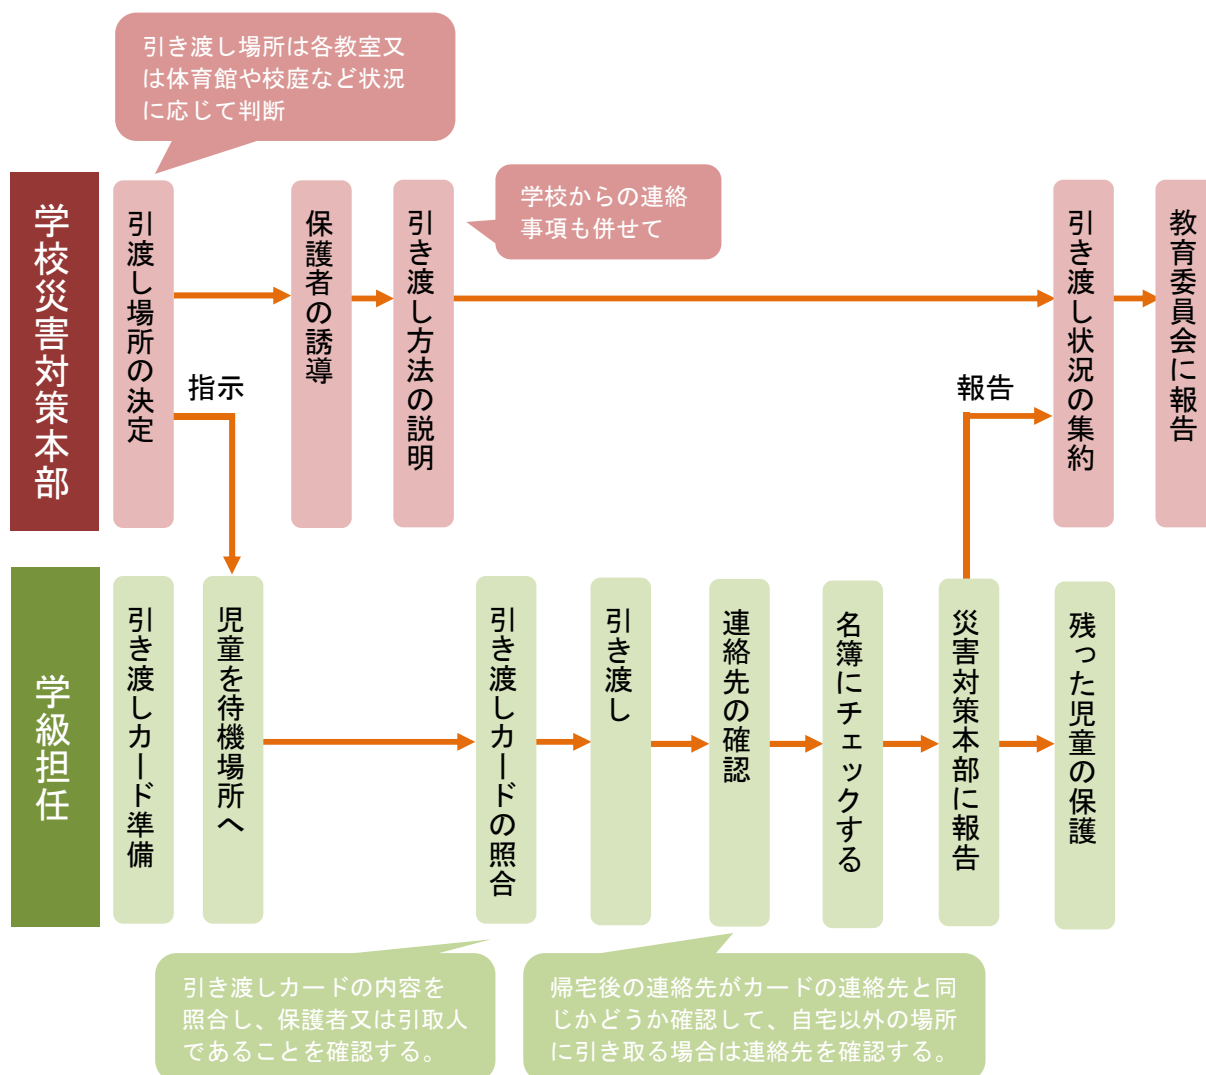 引き渡し場所は各教室又
は体育館や校庭など状況
に応じて判断
学校からの連絡
事項も併せて
学校災害対策本部
引渡し場所の決定
保護者の誘導
引き渡し方法の説明
引き渡し状況の集約
教育委員会に報告
指示
報告
学級担任
引き渡しカード準備
児童を待機場所へ
引き渡しカードの照合
引き渡し
連絡先の確認
名簿にチェックする
災害対策本部に報告
残った児童の保護
引き渡しカードの内容を
照合し、保護者又は引取人
であることを確認する。
帰宅後の連絡先がカードの連絡先と同
じかどうか確認して、自宅以外の場所
に引き取る場合は連絡先を確認する。